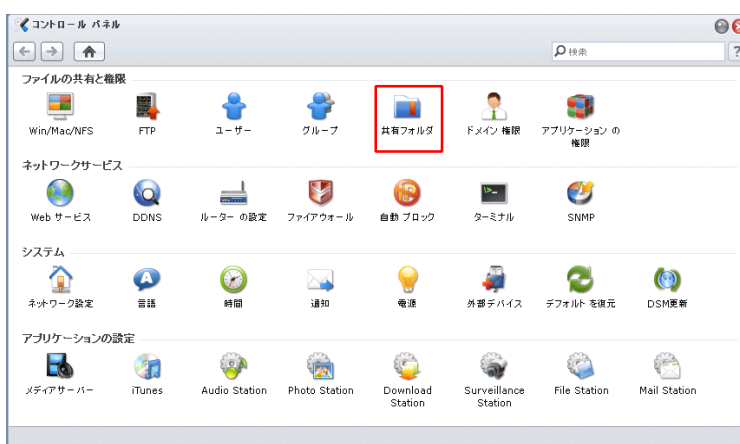 コントロール パネル
検索
?
ファイルの共有と権限
Win/Mac/NFS
FTP
ユーザー
グループ
共有フォルダ
ドメイン 権限
アプリケーション の
権限
ネットワークサービス
Web サービス
DDNS
ルーター の設定
ファイアウォール
自動 ブロック
ターミナル
SNMP
システム
ネットワーク設定
言語
時間
通知
電源
外部デバイス
デフォルト を復元
DSM更新
アプリケーションの設定
メディアサーバー
iTunes
Audio Station
Photo Station
Download
Station
Surveillance
Station
File Station
Mail Station